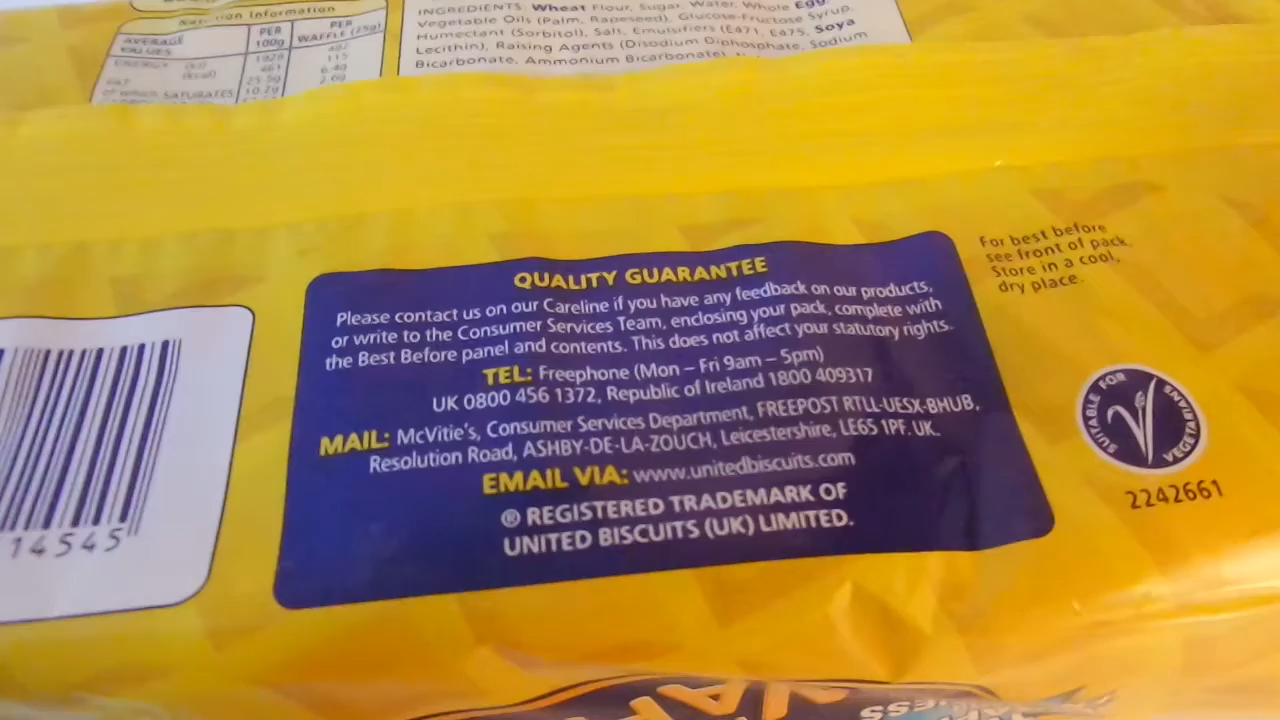 Information
AVERAGE VALUES
PER 100g
PER WAFFLE (25g)
ENERGY (kJ)
(kcal)
FAT
of which SATURATES
1928
461
25.5g
10.7g
482
115
6.4g
2.6g
INGREDIENTS: Wheat Flour, Sugar, Water, Whole Egg,
Vegetable Oils (Palm, Rapeseed), Glucose-Fructose Syrup,
Humectant (Sorbitol), Salt, Emulsifiers (E471, E475, Soya
Lecithin), Raising Agents (Disodium Diphosphate, Sodium
Bicarbonate, Ammonium Bicarbonate)
QUALITY GUARANTEE
Please contact us on our Careline if you have any feedback on our products,
or write to the Consumer Services Team, enclosing your pack, complete with
the Best Before panel and contents. This does not affect your statutory rights.
TEL: Freephone (Mon – Fri 9am – 5pm)
UK 0800 456 1372, Republic of Ireland 1800 409317
MAIL: McVitie's, Consumer Services Department, FREEPOST RTLL-UESX-BHUB,
Resolution Road, ASHBY-DE-LA-ZOUCH, Leicestershire, LE65 1PF. UK.
EMAIL VIA: www.unitedbiscuits.com
® REGISTERED TRADEMARK OF
UNITED BISCUITS (UK) LIMITED.
For best before
see front of pack.
Store in a cool,
dry place.
SUITABLE FOR VEGETARIANS
2242661
14545